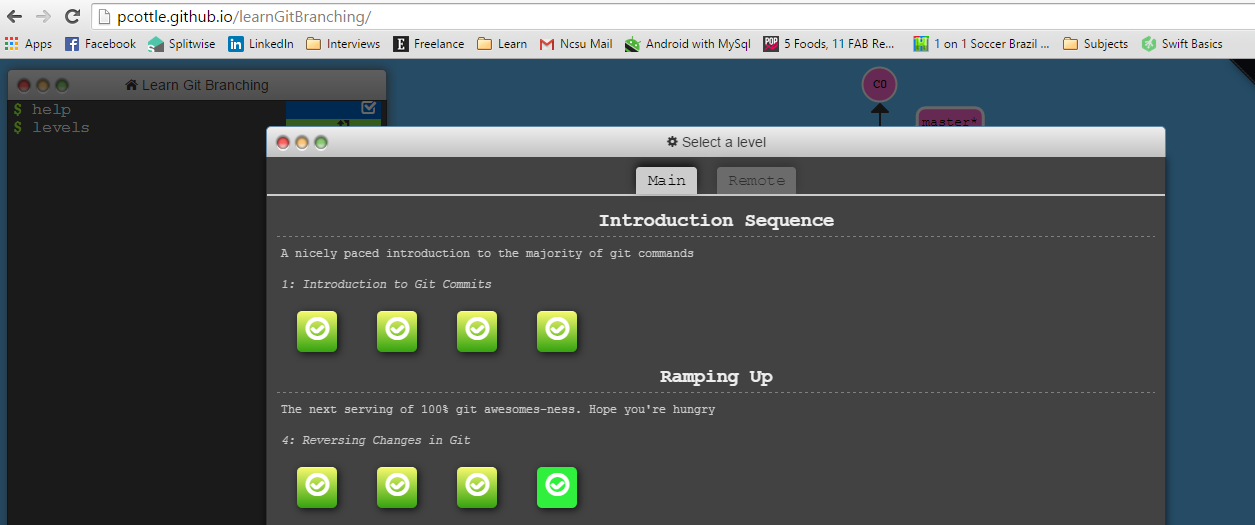 pcottle.github.io/learnGitBranching/
Apps Facebook Splitwise LinkedIn Interviews Freelance Learn Ncsu Mail Android with MySql 5 Foods, 11 FAB Re... 1 on 1 Soccer Brazil ... Subjects Swift Basics
Learn Git Branching
$ help
$ levels
C0
master*
Select a level
Main Remote
Introduction Sequence
A nicely paced introduction to the majority of git commands
1: Introduction to Git Commits
Ramping Up
The next serving of 100% git awesomes-ness. Hope you're hungry
4: Reversing Changes in Git